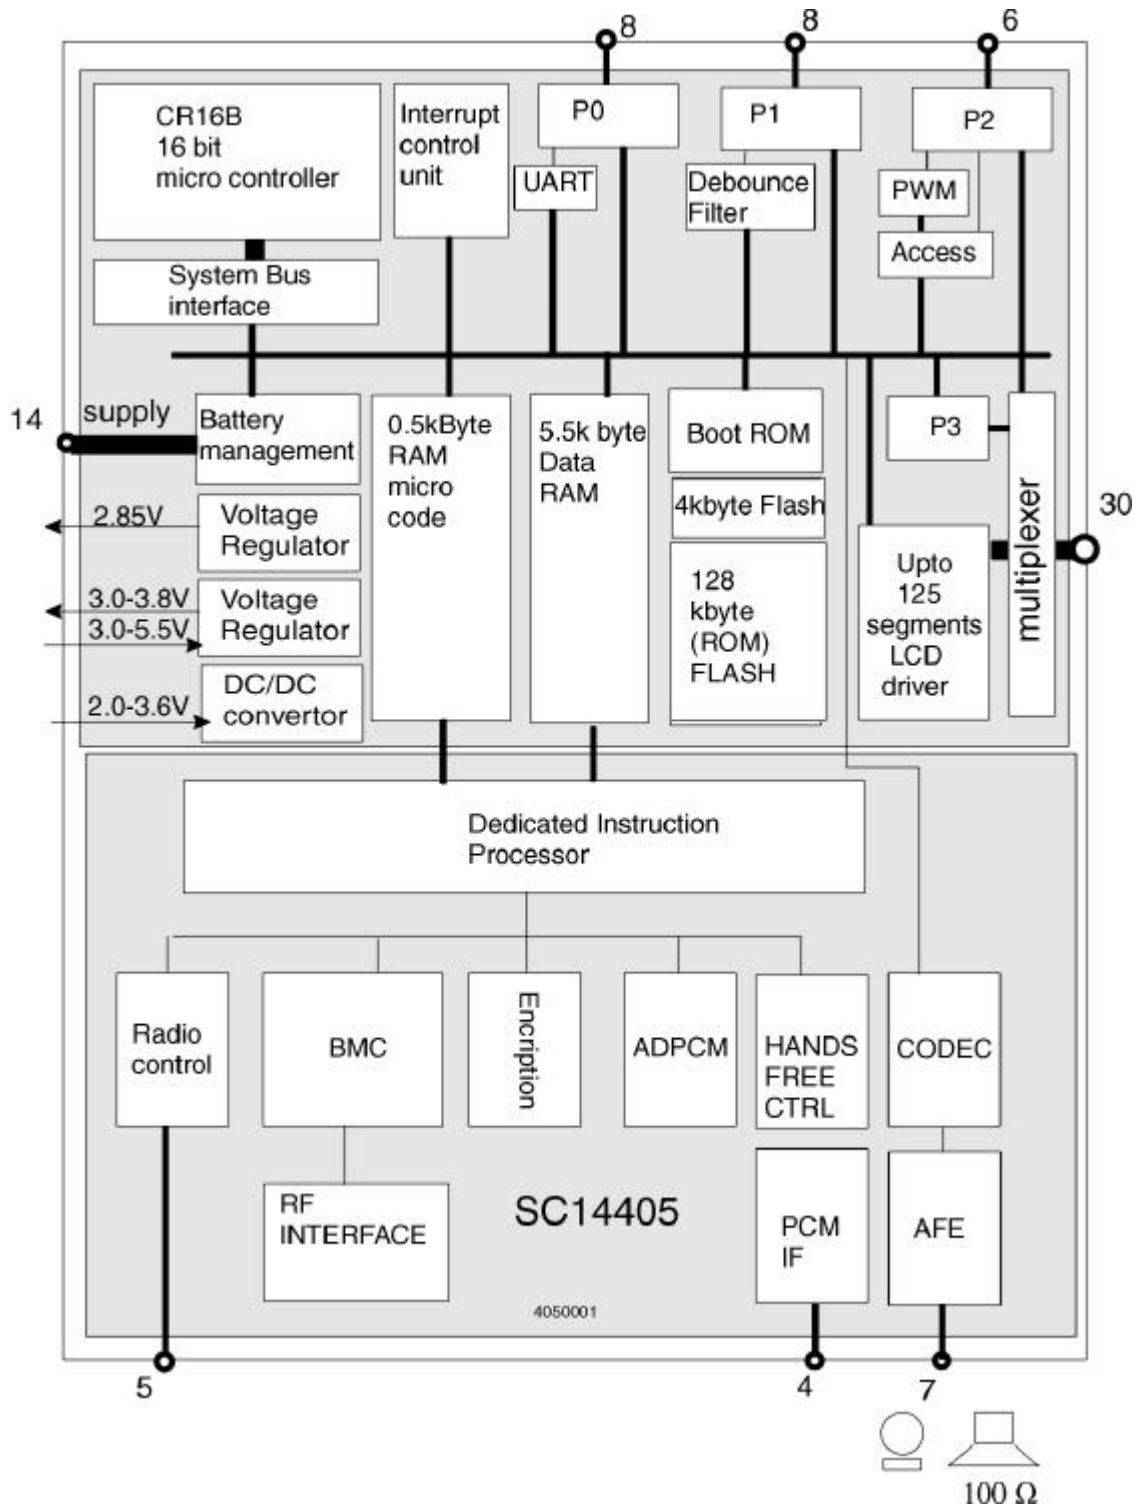 8
8
6
CR16B
16 bit
micro controller
Interrupt
control
unit
P0
P1
P2
UART
Debounce
Filter
PWM
Access
System Bus
interface
14
supply
Battery
management
0.5kByte
RAM
micro
code
5.5k byte
Data
RAM
Boot ROM
P3
4kbyte Flash
30
multiplexer
2.85V
Voltage
Regulator
128
kbyte
(ROM)
FLASH
Upto
125
segments
LCD
driver
3.0-3.8V
3.0-5.5V
Voltage
Regulator
2.0-3.6V
DC/DC
convertor
Dedicated Instruction
Processor
Radio
control
BMC
Encription
ADPCM
HANDS
FREE
CTRL
CODEC
RF
INTERFACE
SC14405
PCM
IF
AFE
4050001
5
4
7
100 Ω